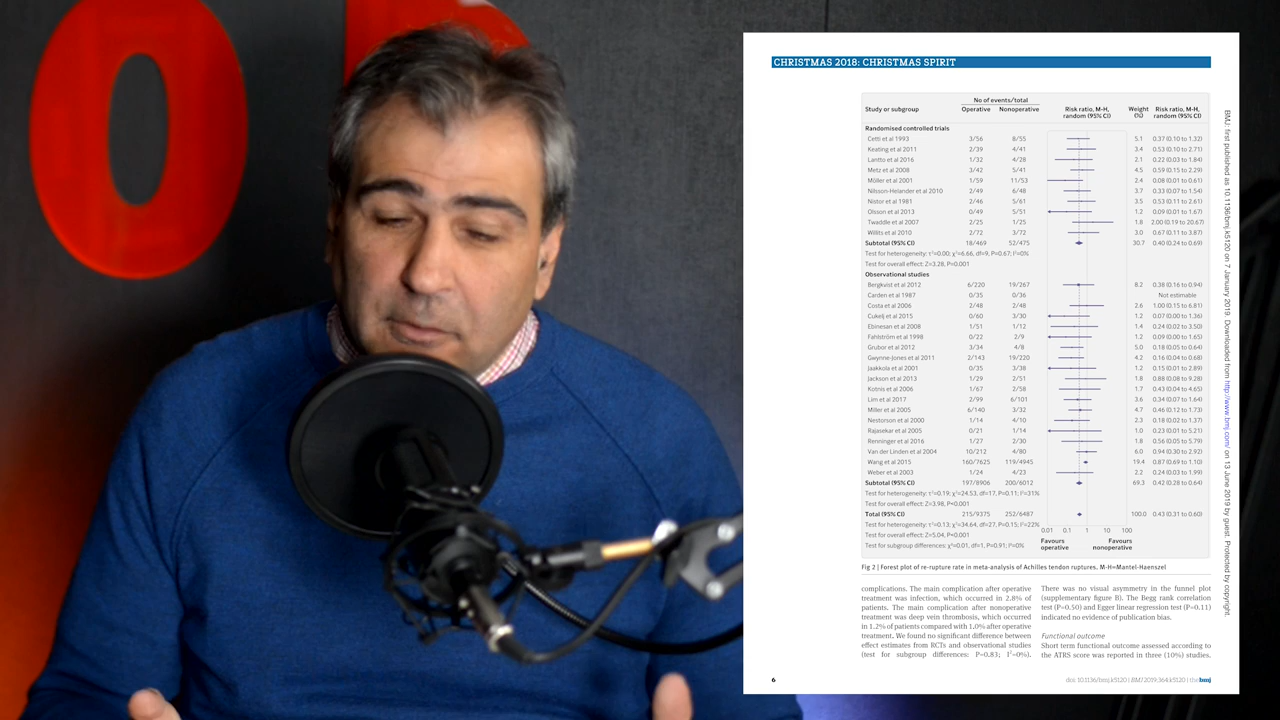 CHRISTMAS 2018: CHRISTMAS SPIRIT
No of events/total
Study or subgroup Operative Nonoperative Risk ratio, M-H, random (95% CI) Weight (%) Risk ratio, M-H, random (95% CI)
Randomised controlled trials
Cetti et al 1993 3/56 8/55 5.1 0.37 (0.10 to 1.32)
Keating et al 2011 2/39 4/41 3.4 0.53 (0.10 to 2.71)
Lantto et al 2016 1/32 4/28 2.1 0.22 (0.03 to 1.84)
Metz et al 2008 3/42 5/41 4.5 0.59 (0.15 to 2.29)
Möller et al 2001 1/59 11/53 2.4 0.08 (0.01 to 0.61)
Nilsson-Helander et al 2010 2/49 6/48 3.7 0.33 (0.07 to 1.54)
Nistor et al 1981 2/46 5/61 3.5 0.53 (0.11 to 2.61)
Olsson et al 2013 0/49 5/51 1.2 0.09 (0.01 to 1.67)
Twaddle et al 2007 2/25 1/25 1.8 2.00 (0.19 to 20.67)
Willits et al 2010 2/72 3/72 3.0 0.67 (0.11 to 3.87)
Subtotal (95% CI) 18/469 52/475 30.7 0.40 (0.24 to 0.69)
Test for heterogeneity: τ²=0.00; χ²=6.66, df=9, P=0.67; I²=0%
Test for overall effect: Z=3.28, P=0.001
Observational studies
Bergkvist et al 2012 6/220 19/267 8.2 0.38 (0.16 to 0.94)
Carden et al 1987 0/35 0/36 Not estimable
Costa et al 2006 2/48 2/48 2.6 1.00 (0.15 to 6.81)
Cukelj et al 2015 0/60 3/30 1.2 0.07 (0.00 to 1.36)
Ebinesan et al 2008 1/51 1/12 1.4 0.24 (0.02 to 3.50)
Fahlström et al 1998 0/22 2/9 1.2 0.09 (0.00 to 1.65)
Grubor et al 2012 3/34 4/8 5.0 0.18 (0.05 to 0.64)
Gwynne-Jones et al 2011 2/143 19/220 4.2 0.16 (0.04 to 0.68)
Jaakkola et al 2001 0/35 3/38 1.2 0.15 (0.01 to 2.89)
Jackson et al 2013 1/29 2/51 1.8 0.88 (0.08 to 9.28)
Kotnis et al 2006 1/67 2/58 1.7 0.43 (0.04 to 4.65)
Lim et al 2017 2/99 6/101 3.6 0.34 (0.07 to 1.64)
Miller et al 2005 6/140 3/32 4.7 0.46 (0.12 to 1.73)
Nestorson et al 2000 1/14 4/10 2.3 0.18 (0.02 to 1.37)
Rajasekar et al 2005 0/21 1/14 1.0 0.23 (0.01 to 5.21)
Renninger et al 2016 1/27 2/30 1.8 0.56 (0.05 to 5.79)
Van der Linden et al 2004 10/212 4/80 6.0 0.94 (0.30 to 2.92)
Wang et al 2015 160/7625 119/4945 19.4 0.87 (0.69 to 1.10)
Weber et al 2003 1/24 4/23 2.2 0.24 (0.03 to 1.99)
Subtotal (95% CI) 197/8906 200/6012 69.3 0.42 (0.28 to 0.64)
Test for heterogeneity: τ²=0.19; χ²=24.53, df=17, P=0.11; I²=31%
Test for overall effect: Z=3.98, P<0.001
Total (95% CI) 215/9375 252/6487 100.0 0.43 (0.31 to 0.60)
Test for heterogeneity: τ²=0.13; χ²=34.64, df=27, P=0.15; I²=22%
Test for overall effect: Z=5.04, P<0.001
Test for subgroup differences: χ²=0.01, df=1, P=0.91; I²=0%
0.01 0.1 1 10 100
Favours operative Favours nonoperative
Fig 2 | Forest plot of re-rupture rate in meta-analysis of Achilles tendon ruptures. M-H=Mantel-Haenszel
complications. The main complication after operative
treatment was infection, which occurred in 2.8% of
patients. The main complication after nonoperative
treatment was deep vein thrombosis, which occurred
in 1.2% of patients compared with 1.0% after operative
treatment. We found no significant difference between
effect estimates from RCTs and observational studies
(test for subgroup differences: P=0.83; I²=0%).
There was no visual asymmetry in the funnel plot
(supplementary figure B). The Begg rank correlation
test (P=0.50) and Egger linear regression test (P=0.11)
indicated no evidence of publication bias.
Functional outcome
Short term functional outcome assessed according to
the ATRS score was reported in three (10%) studies.
6
doi: 10.1136/bmj.k5120 | BMJ 2019;364:k5120 | thebmj
BMJ: first published as 10.1136/bmj.k5120 on 7 January 2019. Downloaded from http://www.bmj.com/ on 13 June 2019 by guest. Protected by copyright.